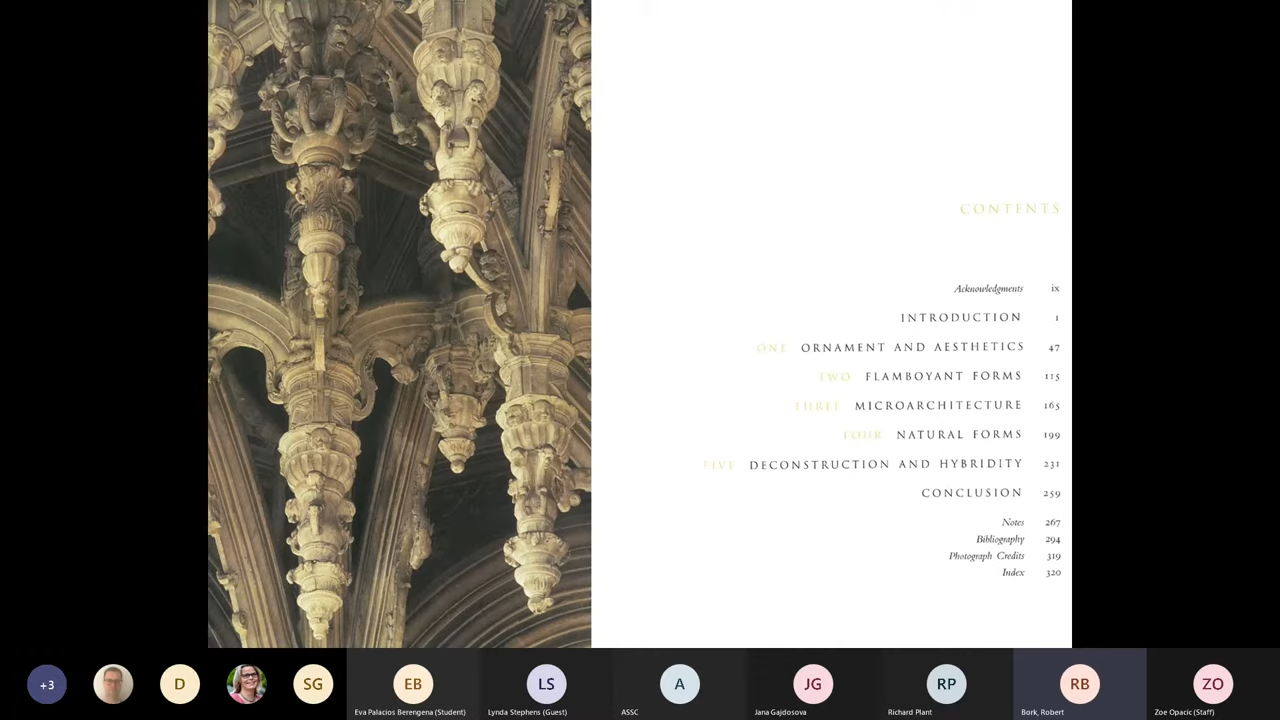 CONTENTS
Acknowledgments ix
INTRODUCTION 1
ONE ORNAMENT AND AESTHETICS 47
TWO FLAMBOYANT FORMS 115
THREE MICROARCHITECTURE 165
FOUR NATURAL FORMS 199
FIVE DECONSTRUCTION AND HYBRIDITY 231
CONCLUSION 259
Notes 267
Bibliography 294
Photograph Credits 319
Index 320
+3 D SG EB LS A JG RP RB ZO
Eva Palacios Berengena (Student) Lynda Stephens (Guest) ASSC Jana Gajdosova Richard Plant Bork, Robert Zoe Opacic (Staff)